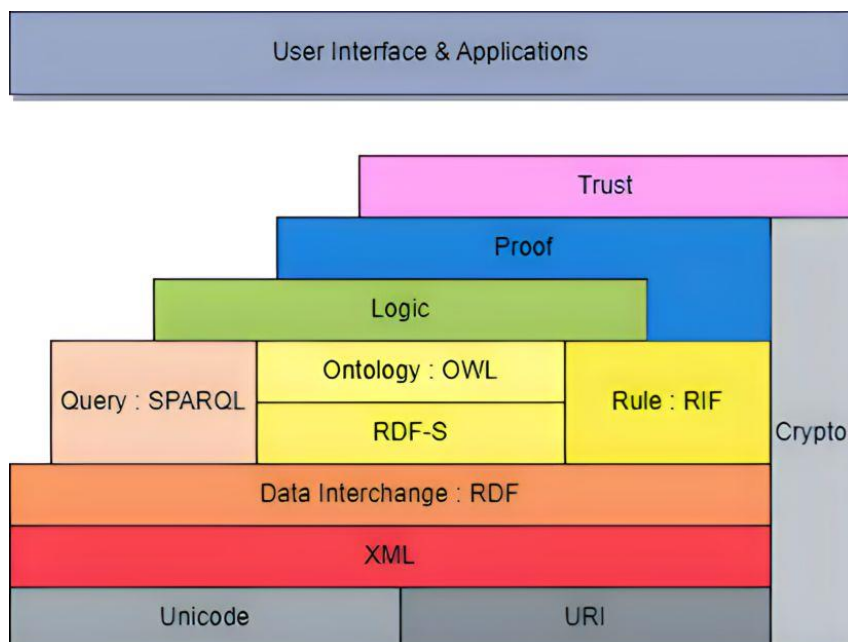 User Interface & Applications
Trust
Proof
Logic
Ontology : OWL
Query : SPARQL
Rule : RIF
RDF-S
Crypto
Data Interchange : RDF
XML
Unicode
URI